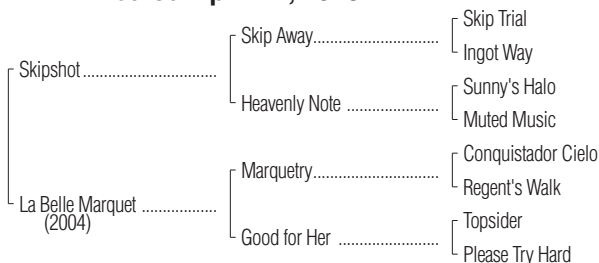 Skip Trial
Skip Away
Ingot Way
Skipshot
Sunny's Halo
Heavenly Note
Muted Music
Conquistador Cielo
Marquetry
Regent's Walk
La Belle Marquet
(2004)
Topsider
Good for Her
Please Try Hard